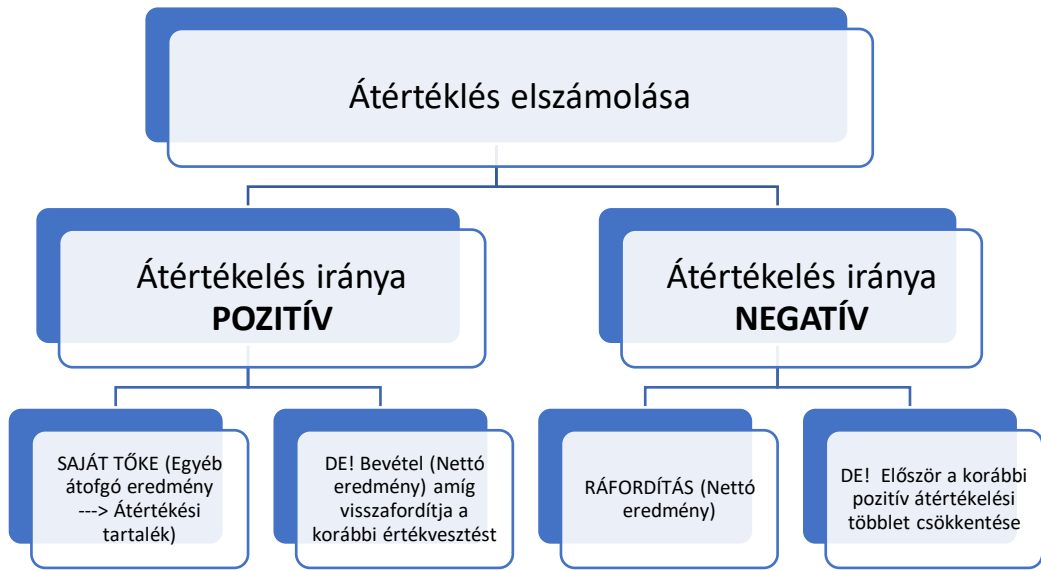 Átértéklés elszámolása
Átértékelés iránya
POZITÍV
Átértékelés iránya
NEGATÍV
SAJÁT TŐKE (Egyéb
átofgó eredmény
---> Átértékési
tartalék)
DE! Bevétel (Nettó
eredmény) amíg
visszafordítja a
korábbi értékvesztést
RÁFORDÍTÁS (Nettó
eredmény)
DE! Először a korábbi
pozitív átértékelési
többlet csökkentése